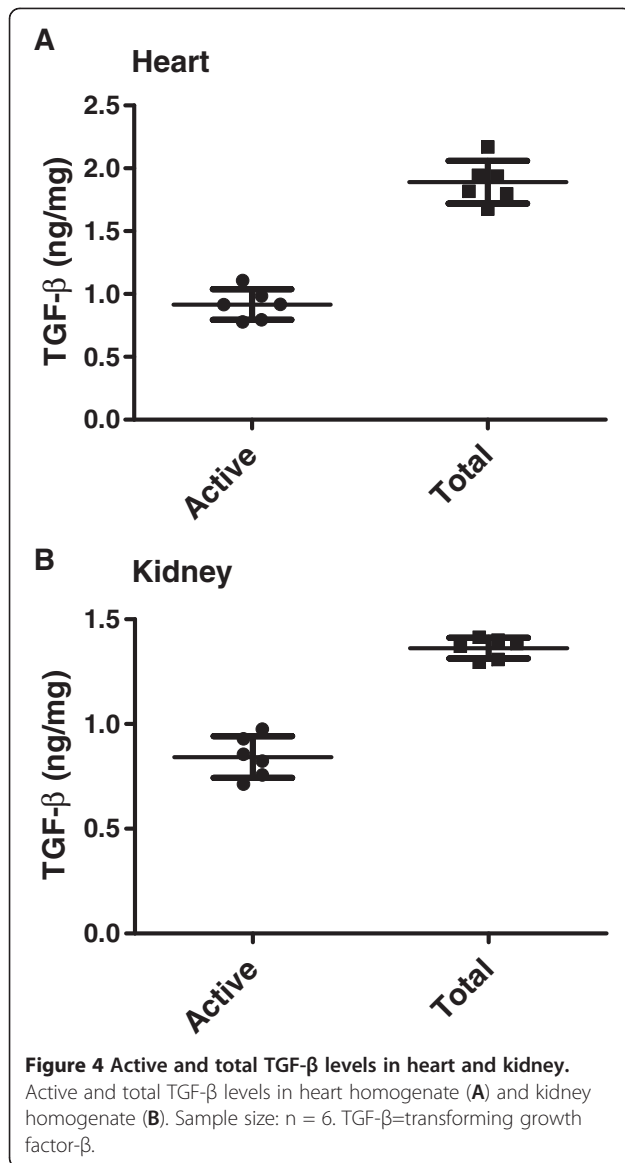 A
Heart
2.5
2.0
1.5
1.0
0.5
0.0
TGF-β (ng/mg)
Active
Total
B
Kidney
1.5
1.0
0.5
0.0
TGF-β (ng/mg)
Active
Total
Figure 4 Active and total TGF-β levels in heart and kidney.
Active and total TGF-β levels in heart homogenate (A) and kidney
homogenate (B). Sample size: n = 6. TGF-β=transforming growth
factor-β.